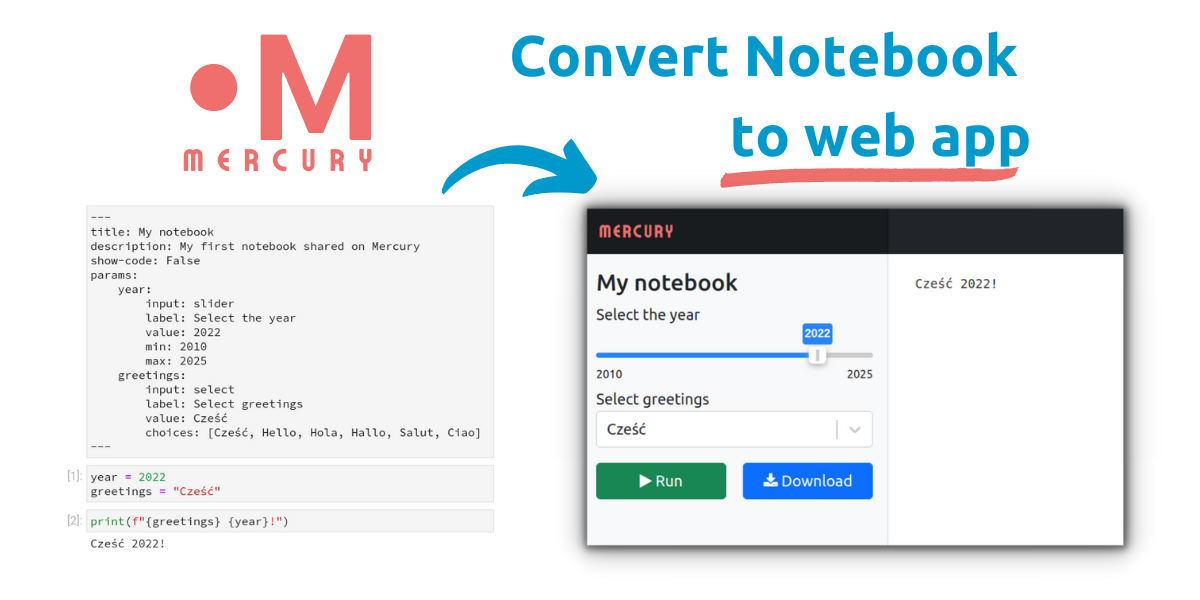 M
MERCURY
Convert Notebook
to web app
---
title: My notebook
description: My first notebook shared on Mercury
show-code: False
params:
    year:
        input: slider
        label: Select the year
        value: 2022
        min: 2010
        max: 2025
    greetings:
        input: select
        label: Select greetings
        value: Cześć
        choices: [Cześć, Hello, Hola, Hallo, Salut, Ciao]
---
[1]: year = 2022
greetings = "Cześć"
[2]: print(f"{greetings} {year}!")
Cześć 2022!
MERCURY
My notebook
Select the year
2022
2010 2025
Select greetings
Cześć
Run Download
Cześć 2022!